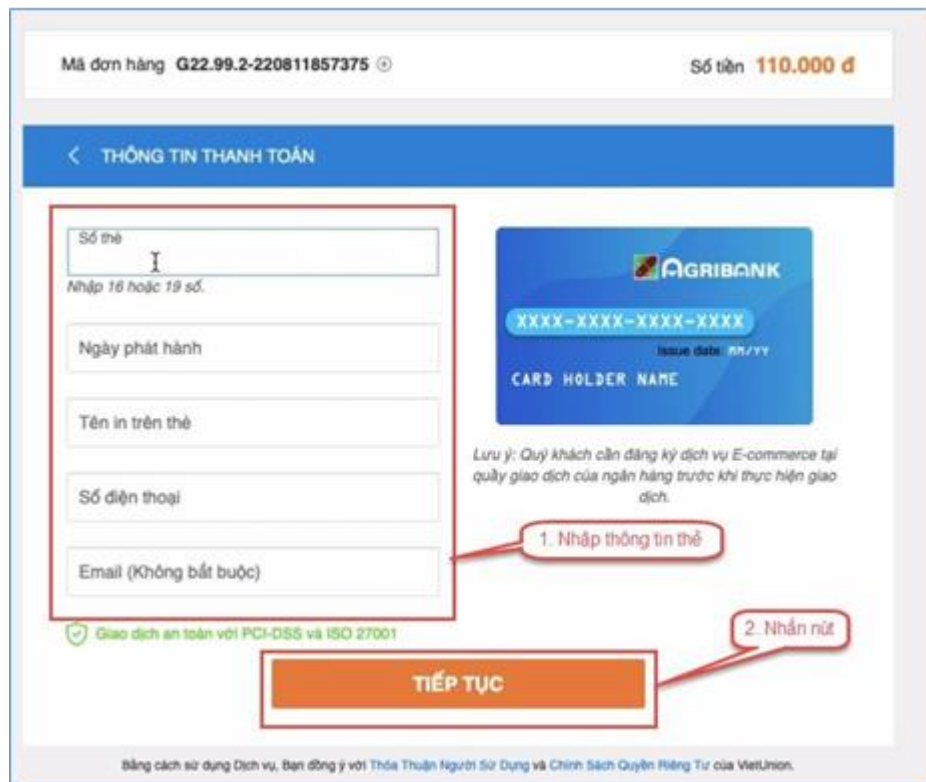 Mã đơn hàng G22.99.2-220811857375
Số tiền 110.000 đ
THÔNG TIN THANH TOÁN
Số thẻ
Nhập 16 hoặc 19 số.
Ngày phát hành
Tên in trên thẻ
Số điện thoại
Email (Không bắt buộc)
AGRIBANK
XXXX-XXXX-XXXX-XXXX
Issue date: MM/YY
CARD HOLDER NAME
Lưu ý: Quý khách cần đăng ký dịch vụ E-commerce tại
quầy giao dịch của ngân hàng trước khi thực hiện giao
dịch.
1. Nhập thông tin thẻ
Giao dịch an toàn với PCI-DSS và ISO 27001
2. Nhấn nút
TIẾP TỤC
Bằng cách sử dụng Dịch vụ, Bạn đồng ý với Thỏa Thuận Người Sử Dụng và Chính Sách Quyền Riêng Tư của VietUnion.